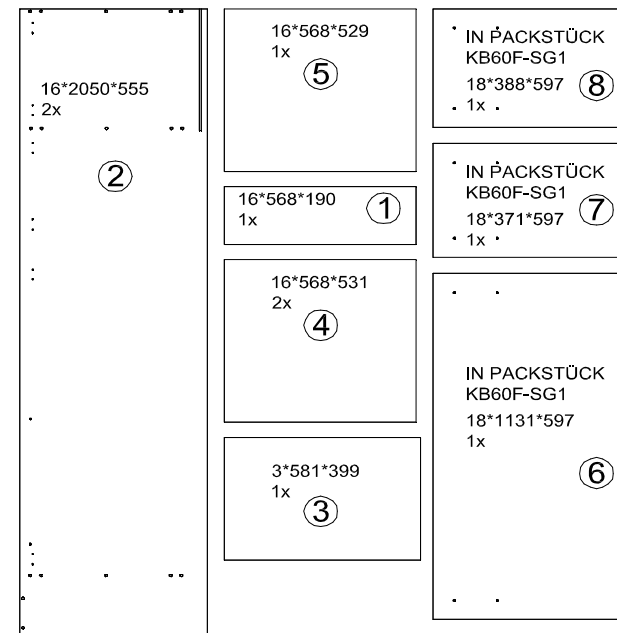 16*2050*555
2x
2
16*568*529
1x
5
16*568*190
1x
1
16*568*531
2x
4
3*581*399
1x
3
IN PACKSTÜCK
KB60F-SG1
18*388*597
1x
8
IN PACKSTÜCK
KB60F-SG1
18*371*597
1x
7
IN PACKSTÜCK
KB60F-SG1
18*1131*597
1x
6